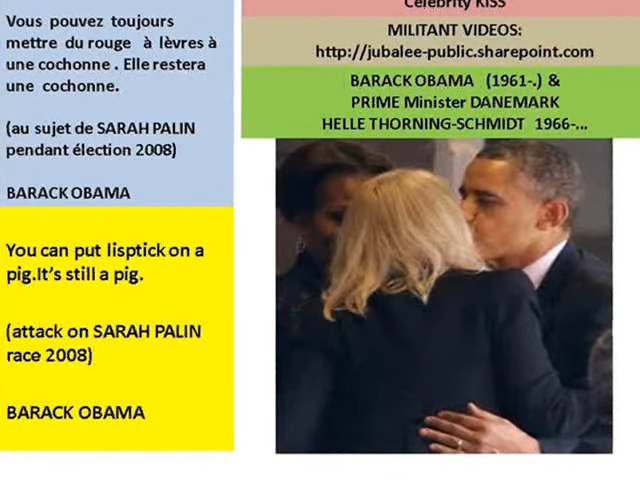 Vous pouvez toujours
mettre du rouge à lèvres à
une cochonne . Elle restera
une cochonne.
(au sujet de SARAH PALIN
pendant élection 2008)
BARACK OBAMA
You can put lisptick on a
pig.It's still a pig.
(attack on SARAH PALIN
race 2008)
BARACK OBAMA
Celebrity KISS
MILITANT VIDEOS:
http://jubalee-public.sharepoint.com
BARACK OBAMA (1961-.) &
PRIME Minister DANEMARK
HELLE THORNING-SCHMIDT 1966-...